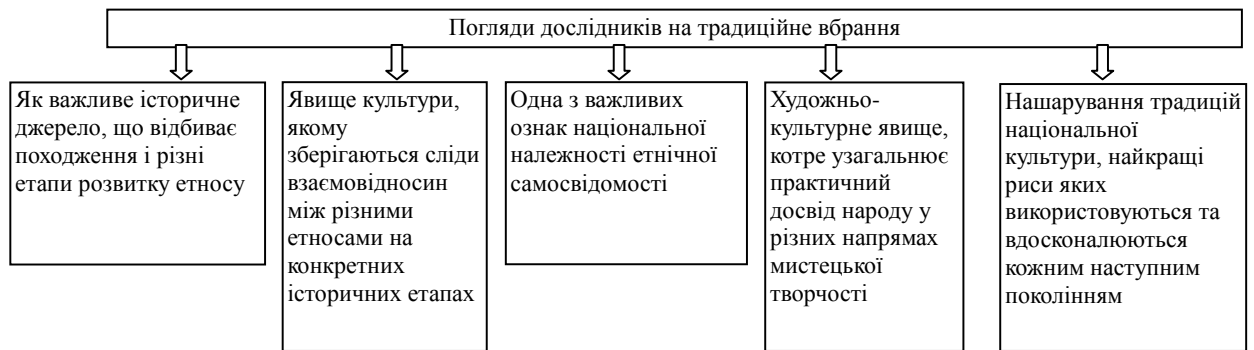 Погляди дослідників на традиційне вбрання
Як важливе історичне
джерело, що відбиває
походження і різні
етапи розвитку етносу
Явище культури,
якому
зберігаються сліди
взаємовідносин
між різними
етносами на
конкретних
історичних етапах
Одна з важливих
ознак національної
належності етнічної
самосвідомості
Художньо-
культурне явище,
котре узагальнює
практичний
досвід народу у
різних напрямах
мистецької
творчості
Нашарування традицій
національної
культури, найкращі
риси яких
використовуються та
вдосконалюються
кожним наступним
поколінням